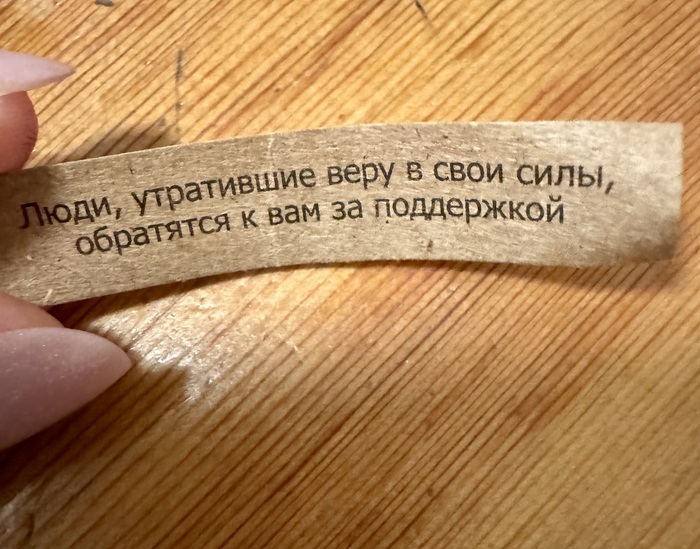 Люди, утратившие веру в свои силы,
обратятся к вам за поддержкой